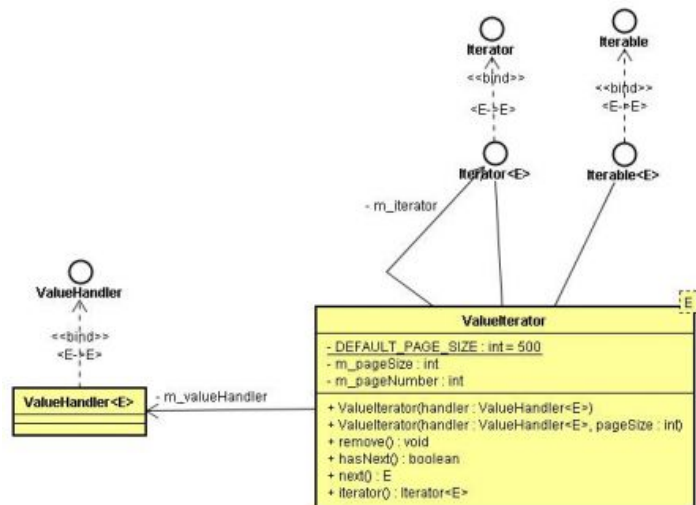 Iterator
Iterable
<<bind>>
<E->E>
<<bind>>
<E->E>
Iterator<E>
Iterable<E>
- m_iterator
ValueHandler
<<bind>>
<E->E>
ValueHandler<E>
- m_valueHandler
E
ValueIterator
- DEFAULT_PAGE_SIZE : int = 500
- m_pageSize : int
- m_pageNumber : int
+ ValueIterator(handler : ValueHandler<E>)
+ ValueIterator(handler : ValueHandler<E>, pageSize : int)
+ remove() : void
+ hasNext() : boolean
+ next() : E
+ iterator() : Iterator<E>